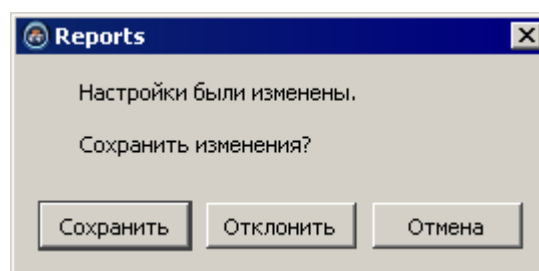 Reports
Настройки были изменены.
Сохранить изменения?
Сохранить Отклонить Отмена